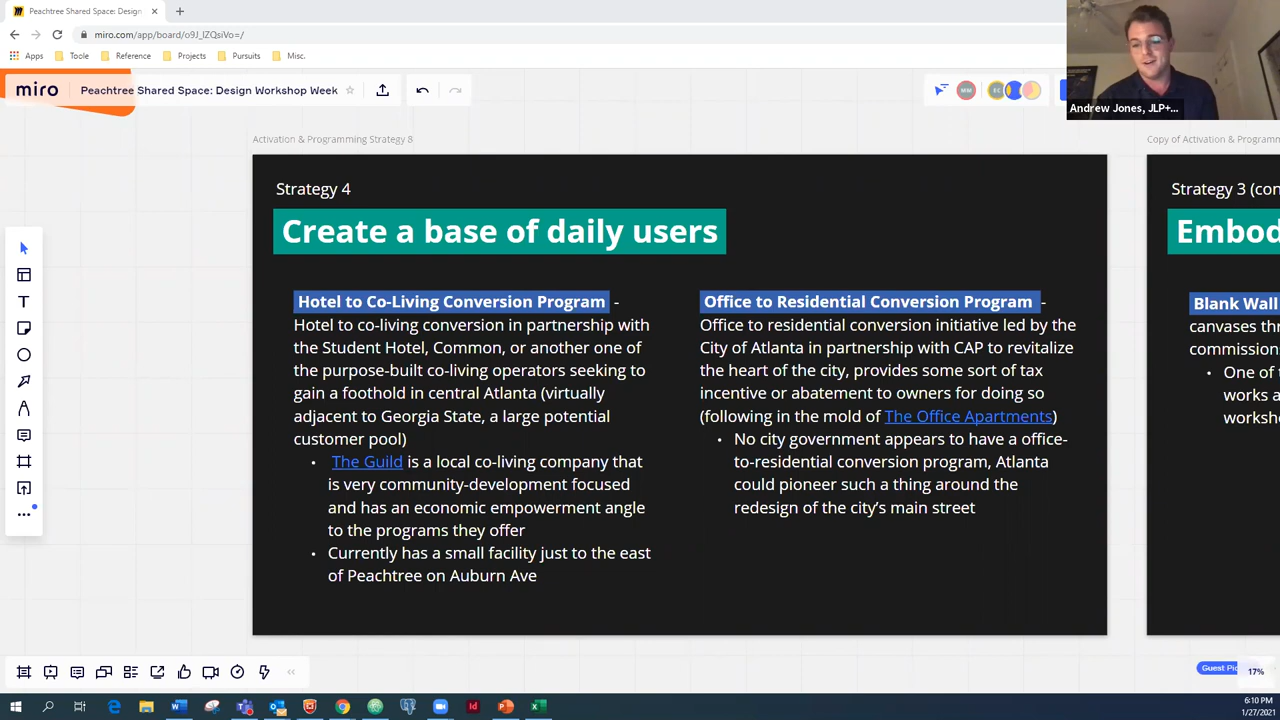 Peachtree Shared Space: Design
miro.com/app/board/o9J_lZQsiVo=/
Apps Toole Reference Projects Pursuits Misc.
miro Peachtree Shared Space: Design Workshop Week
Andrew Jones, JLP+...
Activation & Programming Strategy 8
Strategy 4
Create a base of daily users
Hotel to Co-Living Conversion Program -
Hotel to co-living conversion in partnership with
the Student Hotel, Common, or another one of
the purpose-built co-living operators seeking to
gain a foothold in central Atlanta (virtually
adjacent to Georgia State, a large potential
customer pool)
• The Guild is a local co-living company that
is very community-development focused
and has an economic empowerment angle
to the programs they offer
• Currently has a small facility just to the east
of Peachtree on Auburn Ave
Office to Residential Conversion Program -
Office to residential conversion initiative led by the
City of Atlanta in partnership with CAP to revitalize
the heart of the city, provides some sort of tax
incentive or abatement to owners for doing so
(following in the mold of The Office Apartments)
• No city government appears to have a office-
to-residential conversion program, Atlanta
could pioneer such a thing around the
redesign of the city's main street
Copy of Activation & Programm
Strategy 3 (con
Embod
Blank Wall
canvases thr
commission
• One of t
works a
worksho
Guest Pic
17%
6:10 PM
1/27/2021